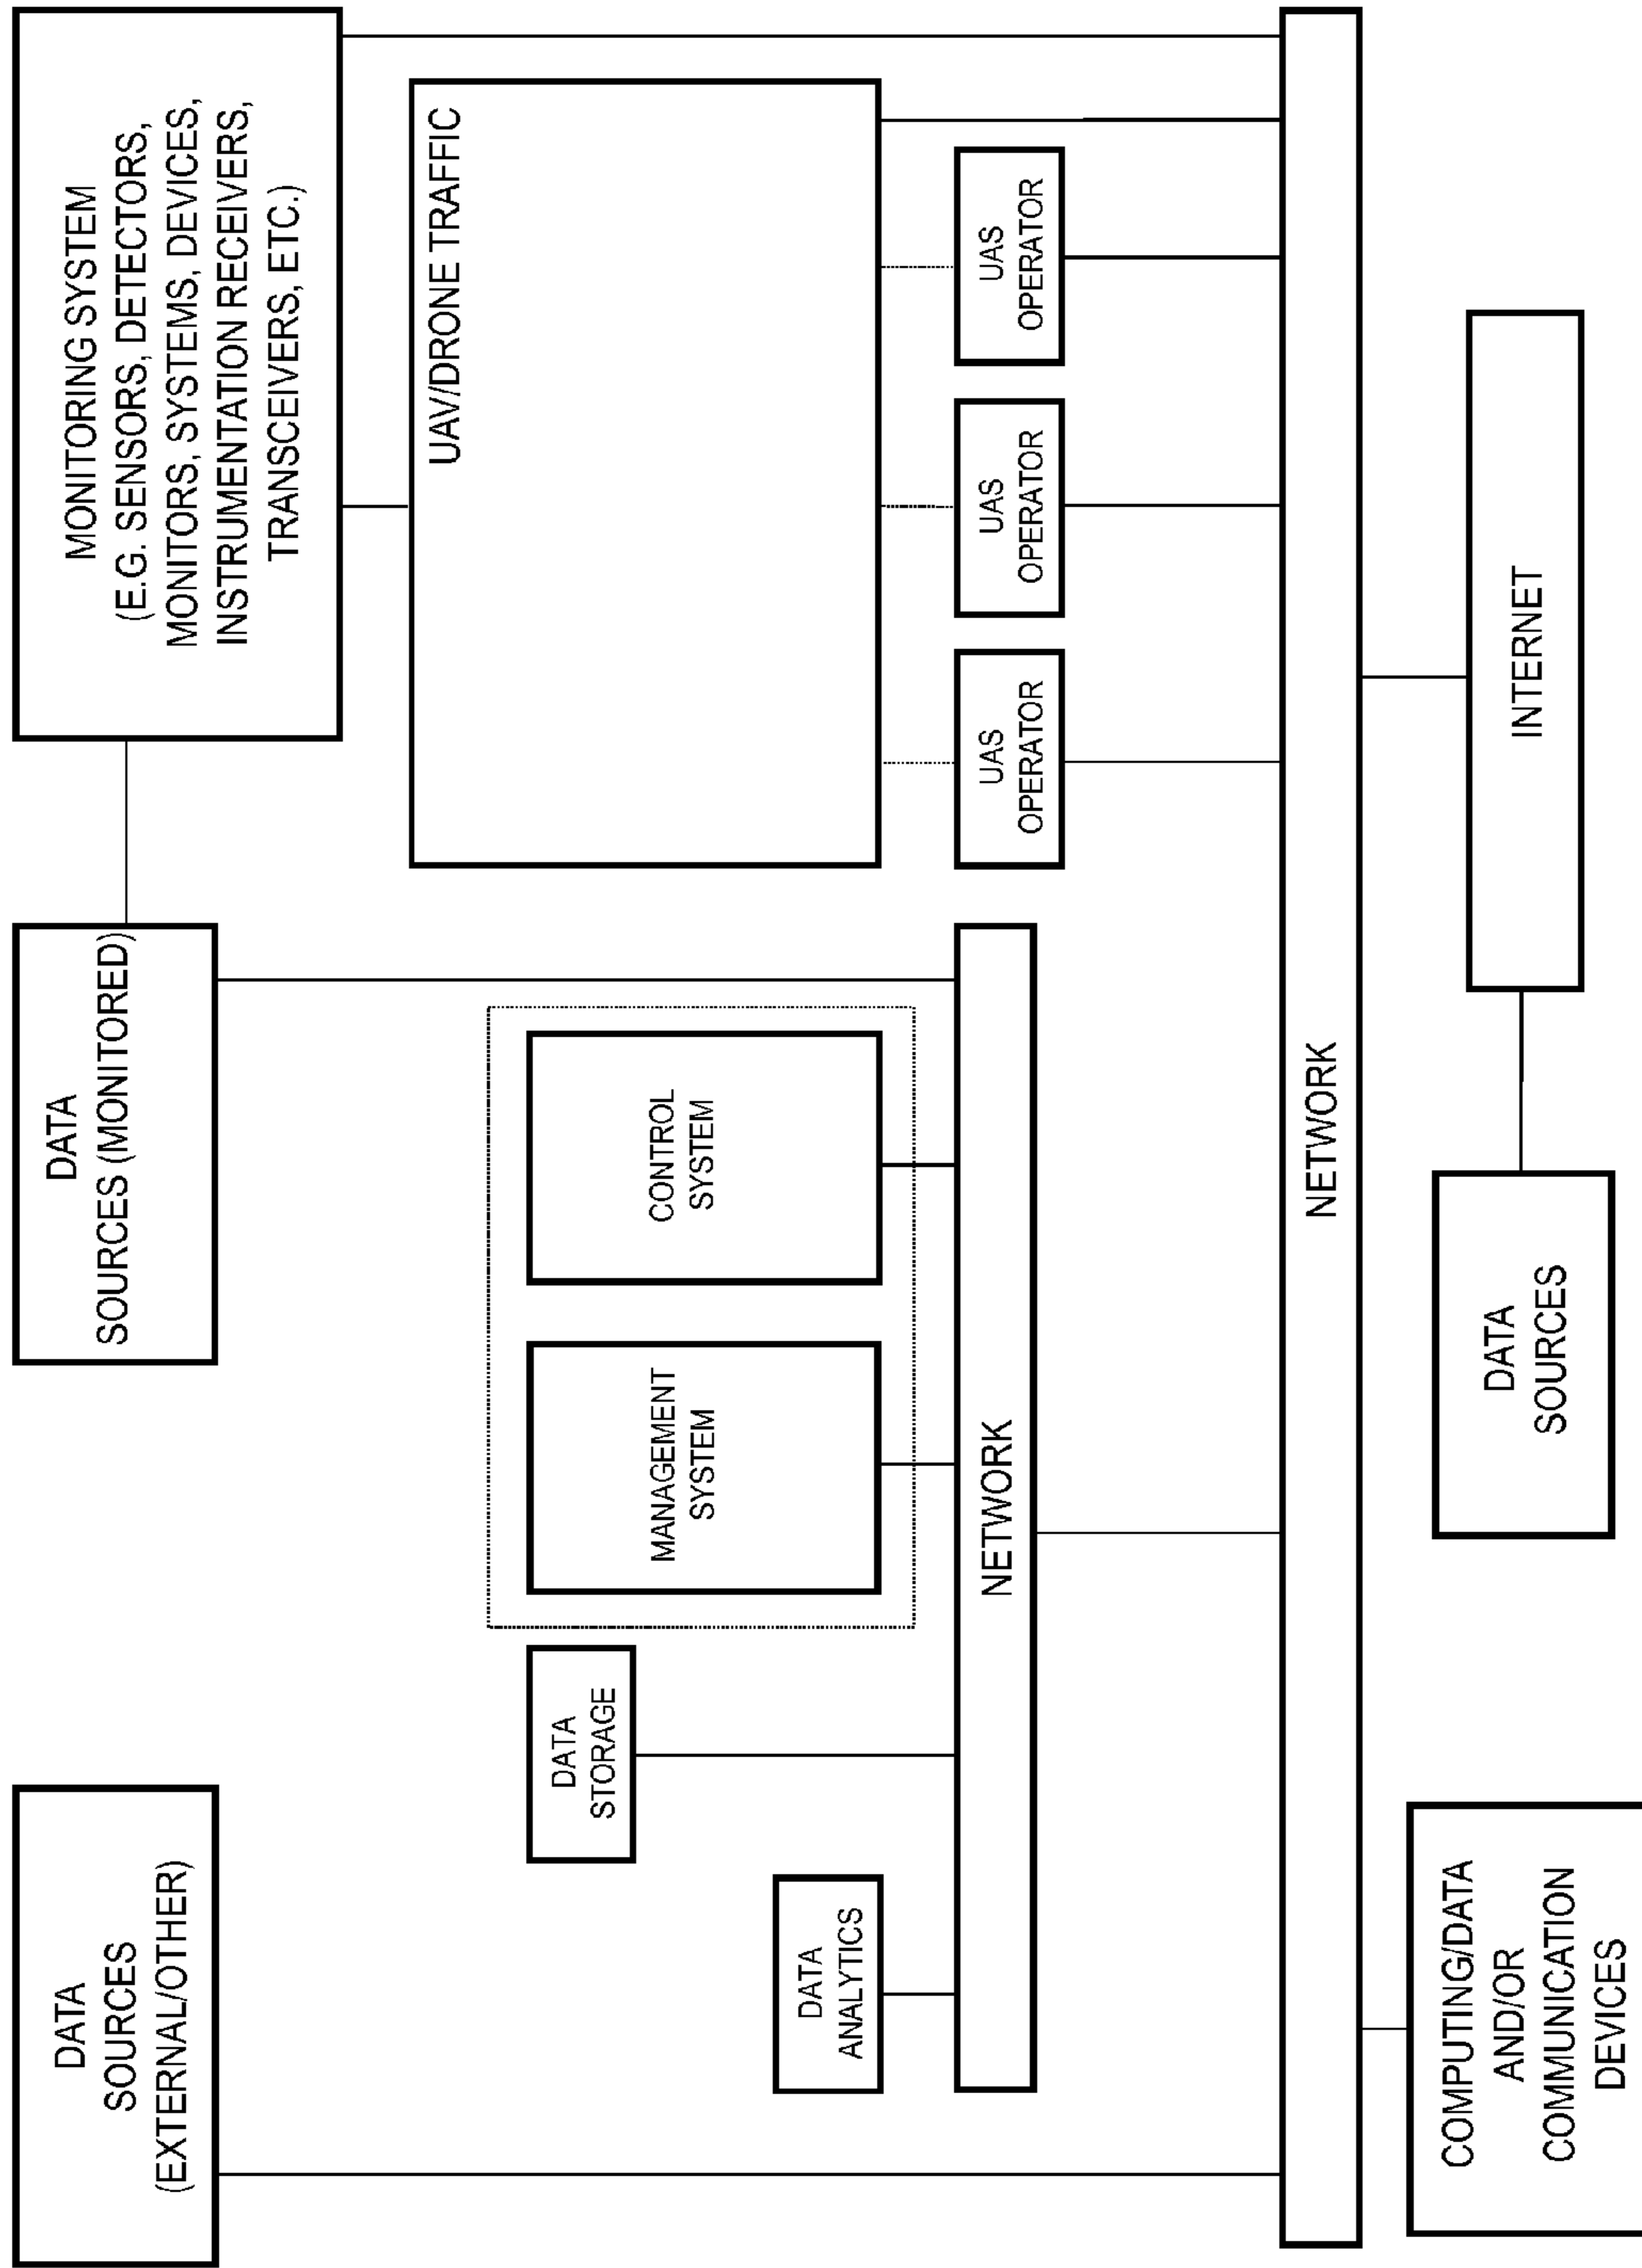 DATA
SOURCES
(EXTERNAL/OTHER)
DATA
SOURCES (MONITORED)
MONITORING SYSTEM
(E.G. SENSORS, DETECTORS,
MONITORS, SYSTEMS, DEVICES,
INSTRUMENTATION RECEIVERS,
TRANSCEIVERS, ETC.)
UAV/DRONE TRAFFIC
DATA
STORAGE
MANAGEMENT
SYSTEM
CONTROL
SYSTEM
DATA
ANALYTICS
NETWORK
UAS
OPERATOR
UAS
OPERATOR
UAS
OPERATOR
NETWORK
COMPUTING/DATA
AND/OR
COMMUNICATION
DEVICES
DATA
SOURCES
INTERNET